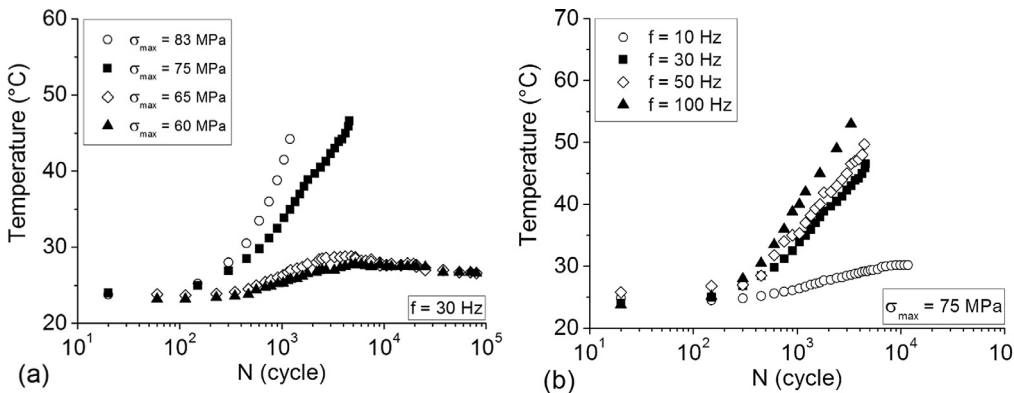 60
50
40
30
20
Temperature (°C)
σmax = 83 MPa
σmax = 75 MPa
σmax = 65 MPa
σmax = 60 MPa
f = 30 Hz
10^1 10^2 10^3 10^4 10^5
N (cycle)
(a)
70
60
50
40
30
20
Temperature (°C)
f = 10 Hz
f = 30 Hz
f = 50 Hz
f = 100 Hz
σmax = 75 MPa
10^1 10^2 10^3 10^4 10
N (cycle)
(b)